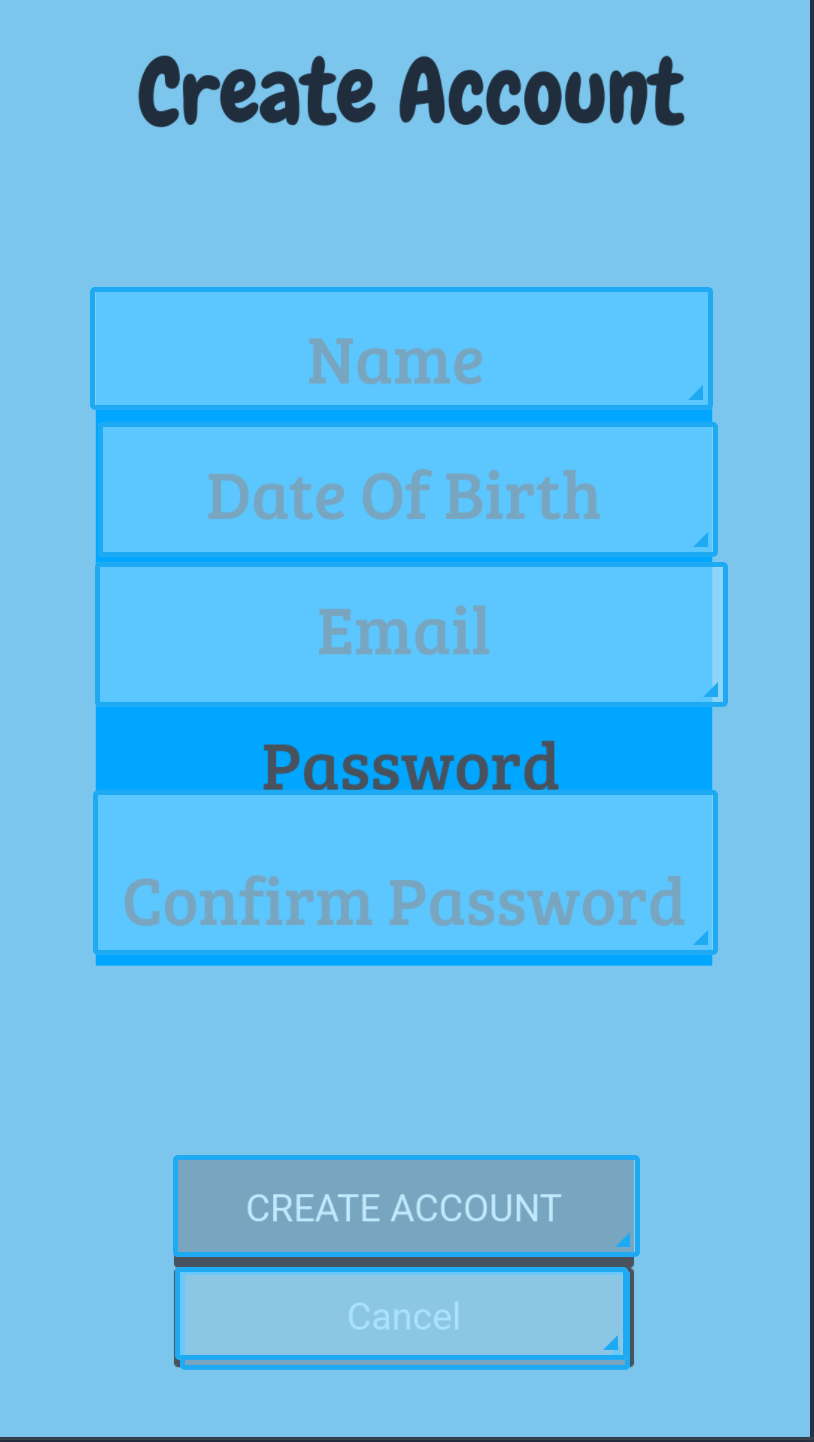 Create Account
Name
Date Of Birth
Email
Password
Confirm Password
CREATE ACCOUNT
Cancel